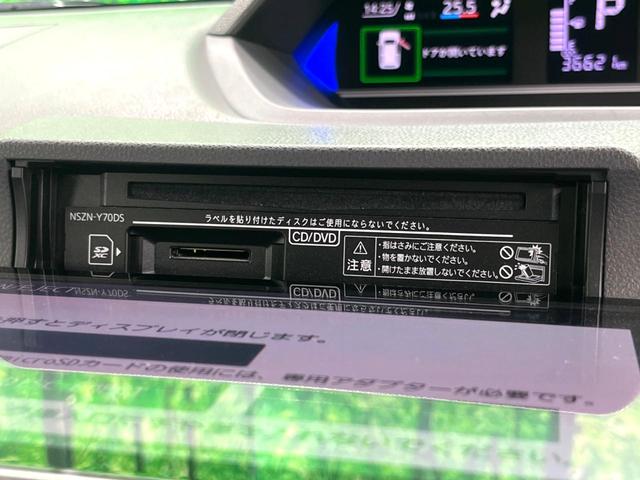 14:25 25.5
P
ドアが開いています
36621km
NSZN-Y70DS
ラベルを貼り付けたディスクはご使用にならないでください。
CD/DVD
SD
XC
注意
・指はさみにご注意ください。
・物を置かないでください。
・開けたまま放置しないでください。
押すとディスプレイが閉じます。
microSDカードの使用には、専用アダプターが必要です。